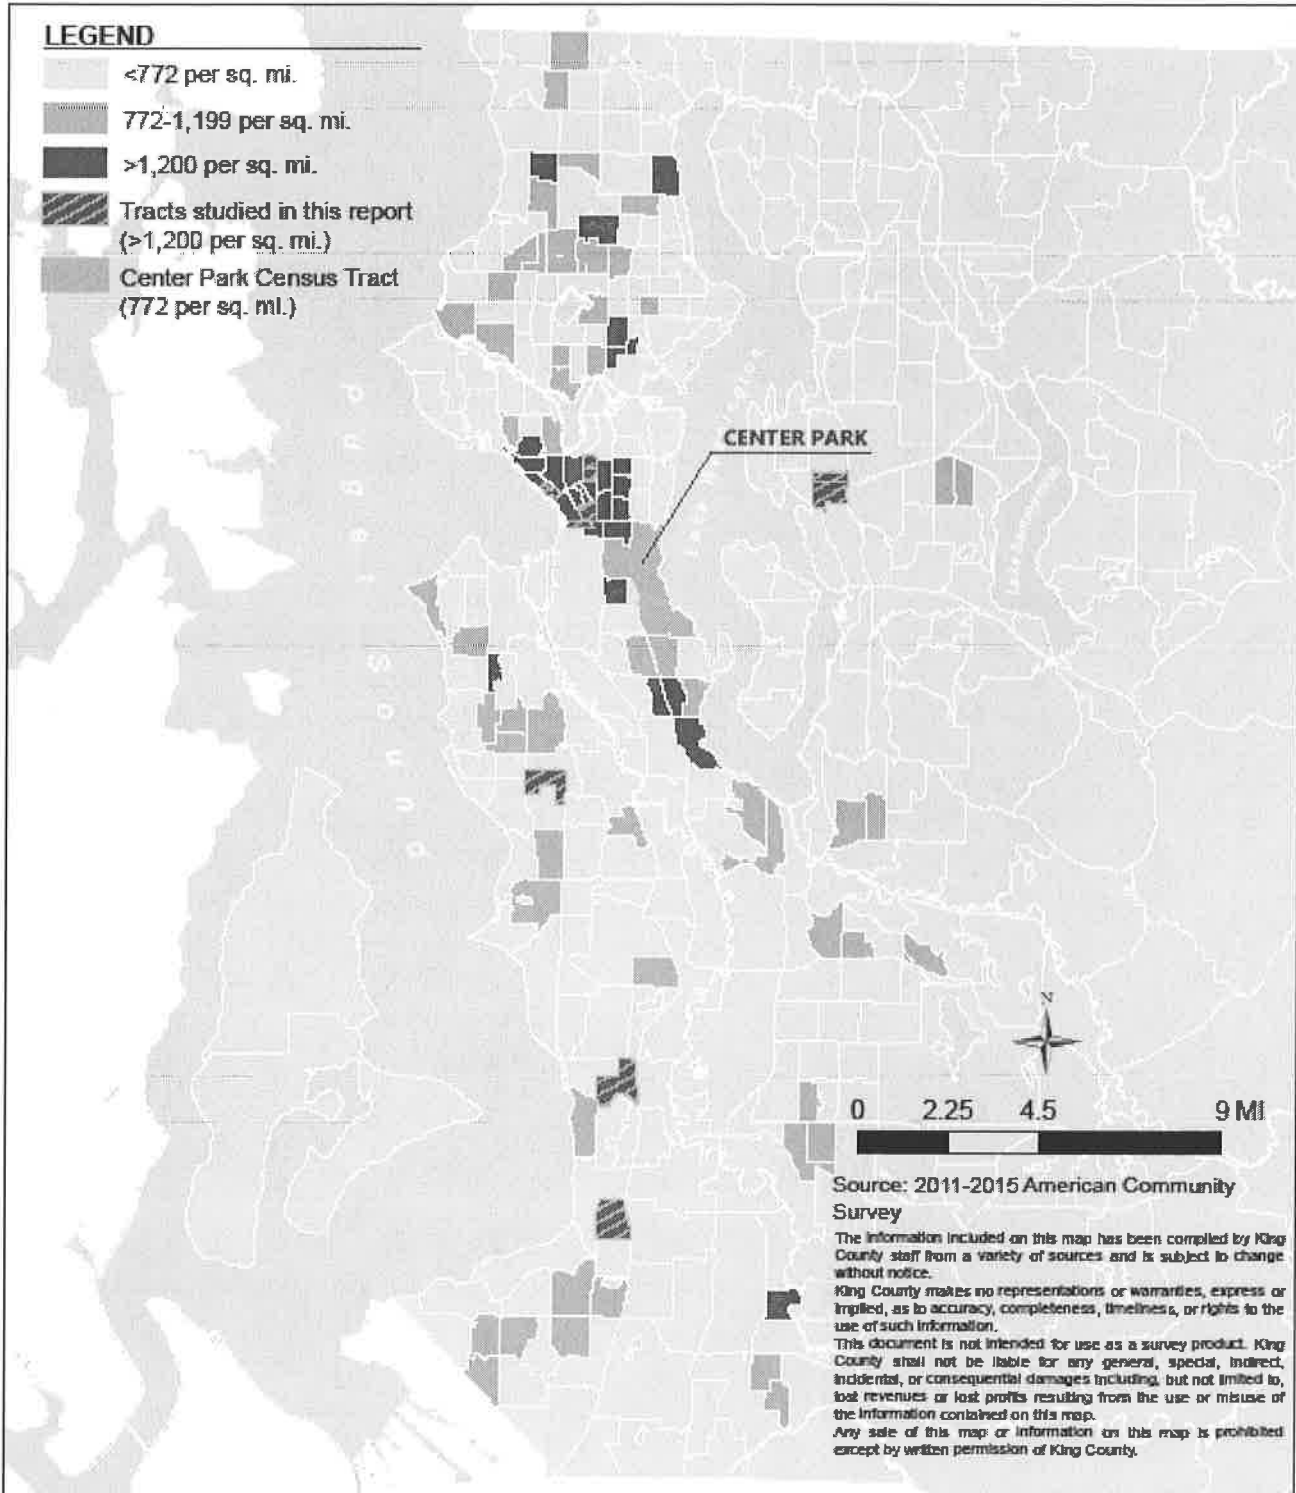 LEGEND
<772 per sq. mi.
772-1,199 per sq. mi.
>1,200 per sq. mi.
Tracts studied in this report
(>1,200 per sq. mi.)
Center Park Census Tract
(772 per sq. mi.)
CENTER PARK
Puget Sound
N
0 2.25 4.5 9 MI
Source: 2011-2015 American Community
Survey
The information included on this map has been compiled by King
County staff from a variety of sources and is subject to change
without notice.
King County makes no representations or warranties, express or
implied, as to accuracy, completeness, timeliness, or rights to the
use of such information.
This document is not intended for use as a survey product. King
County shall not be liable for any general, special, indirect,
incidental, or consequential damages including, but not limited to,
lost revenues or lost profits resulting from the use or misuse of
the information contained on this map.
Any sale of this map or information on this map is prohibited
except by written permission of King County.